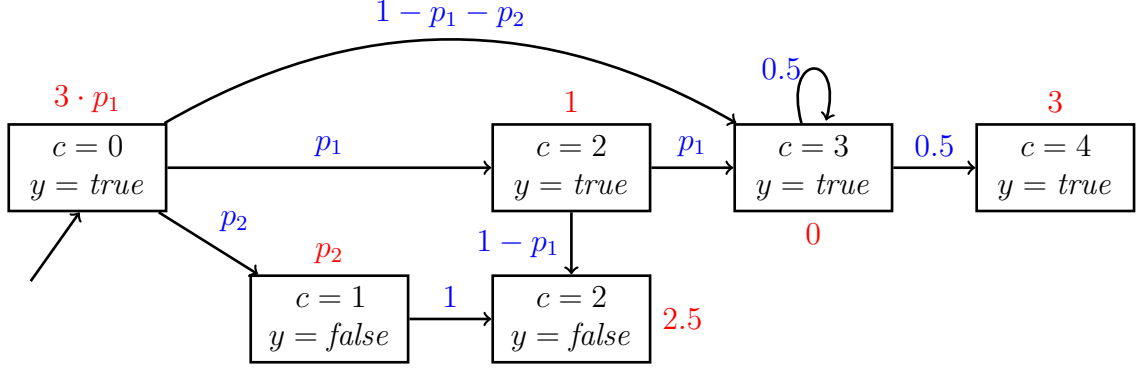 1 − p₁ − p₂
0.5
3 · p₁
1
3
c = 0
y = true
p₁
c = 2
y = true
p₁
c = 3
y = true
0.5
c = 4
y = true
p₂
1 − p₁
0
p₂
c = 1
y = false
1
c = 2
y = false
2.5